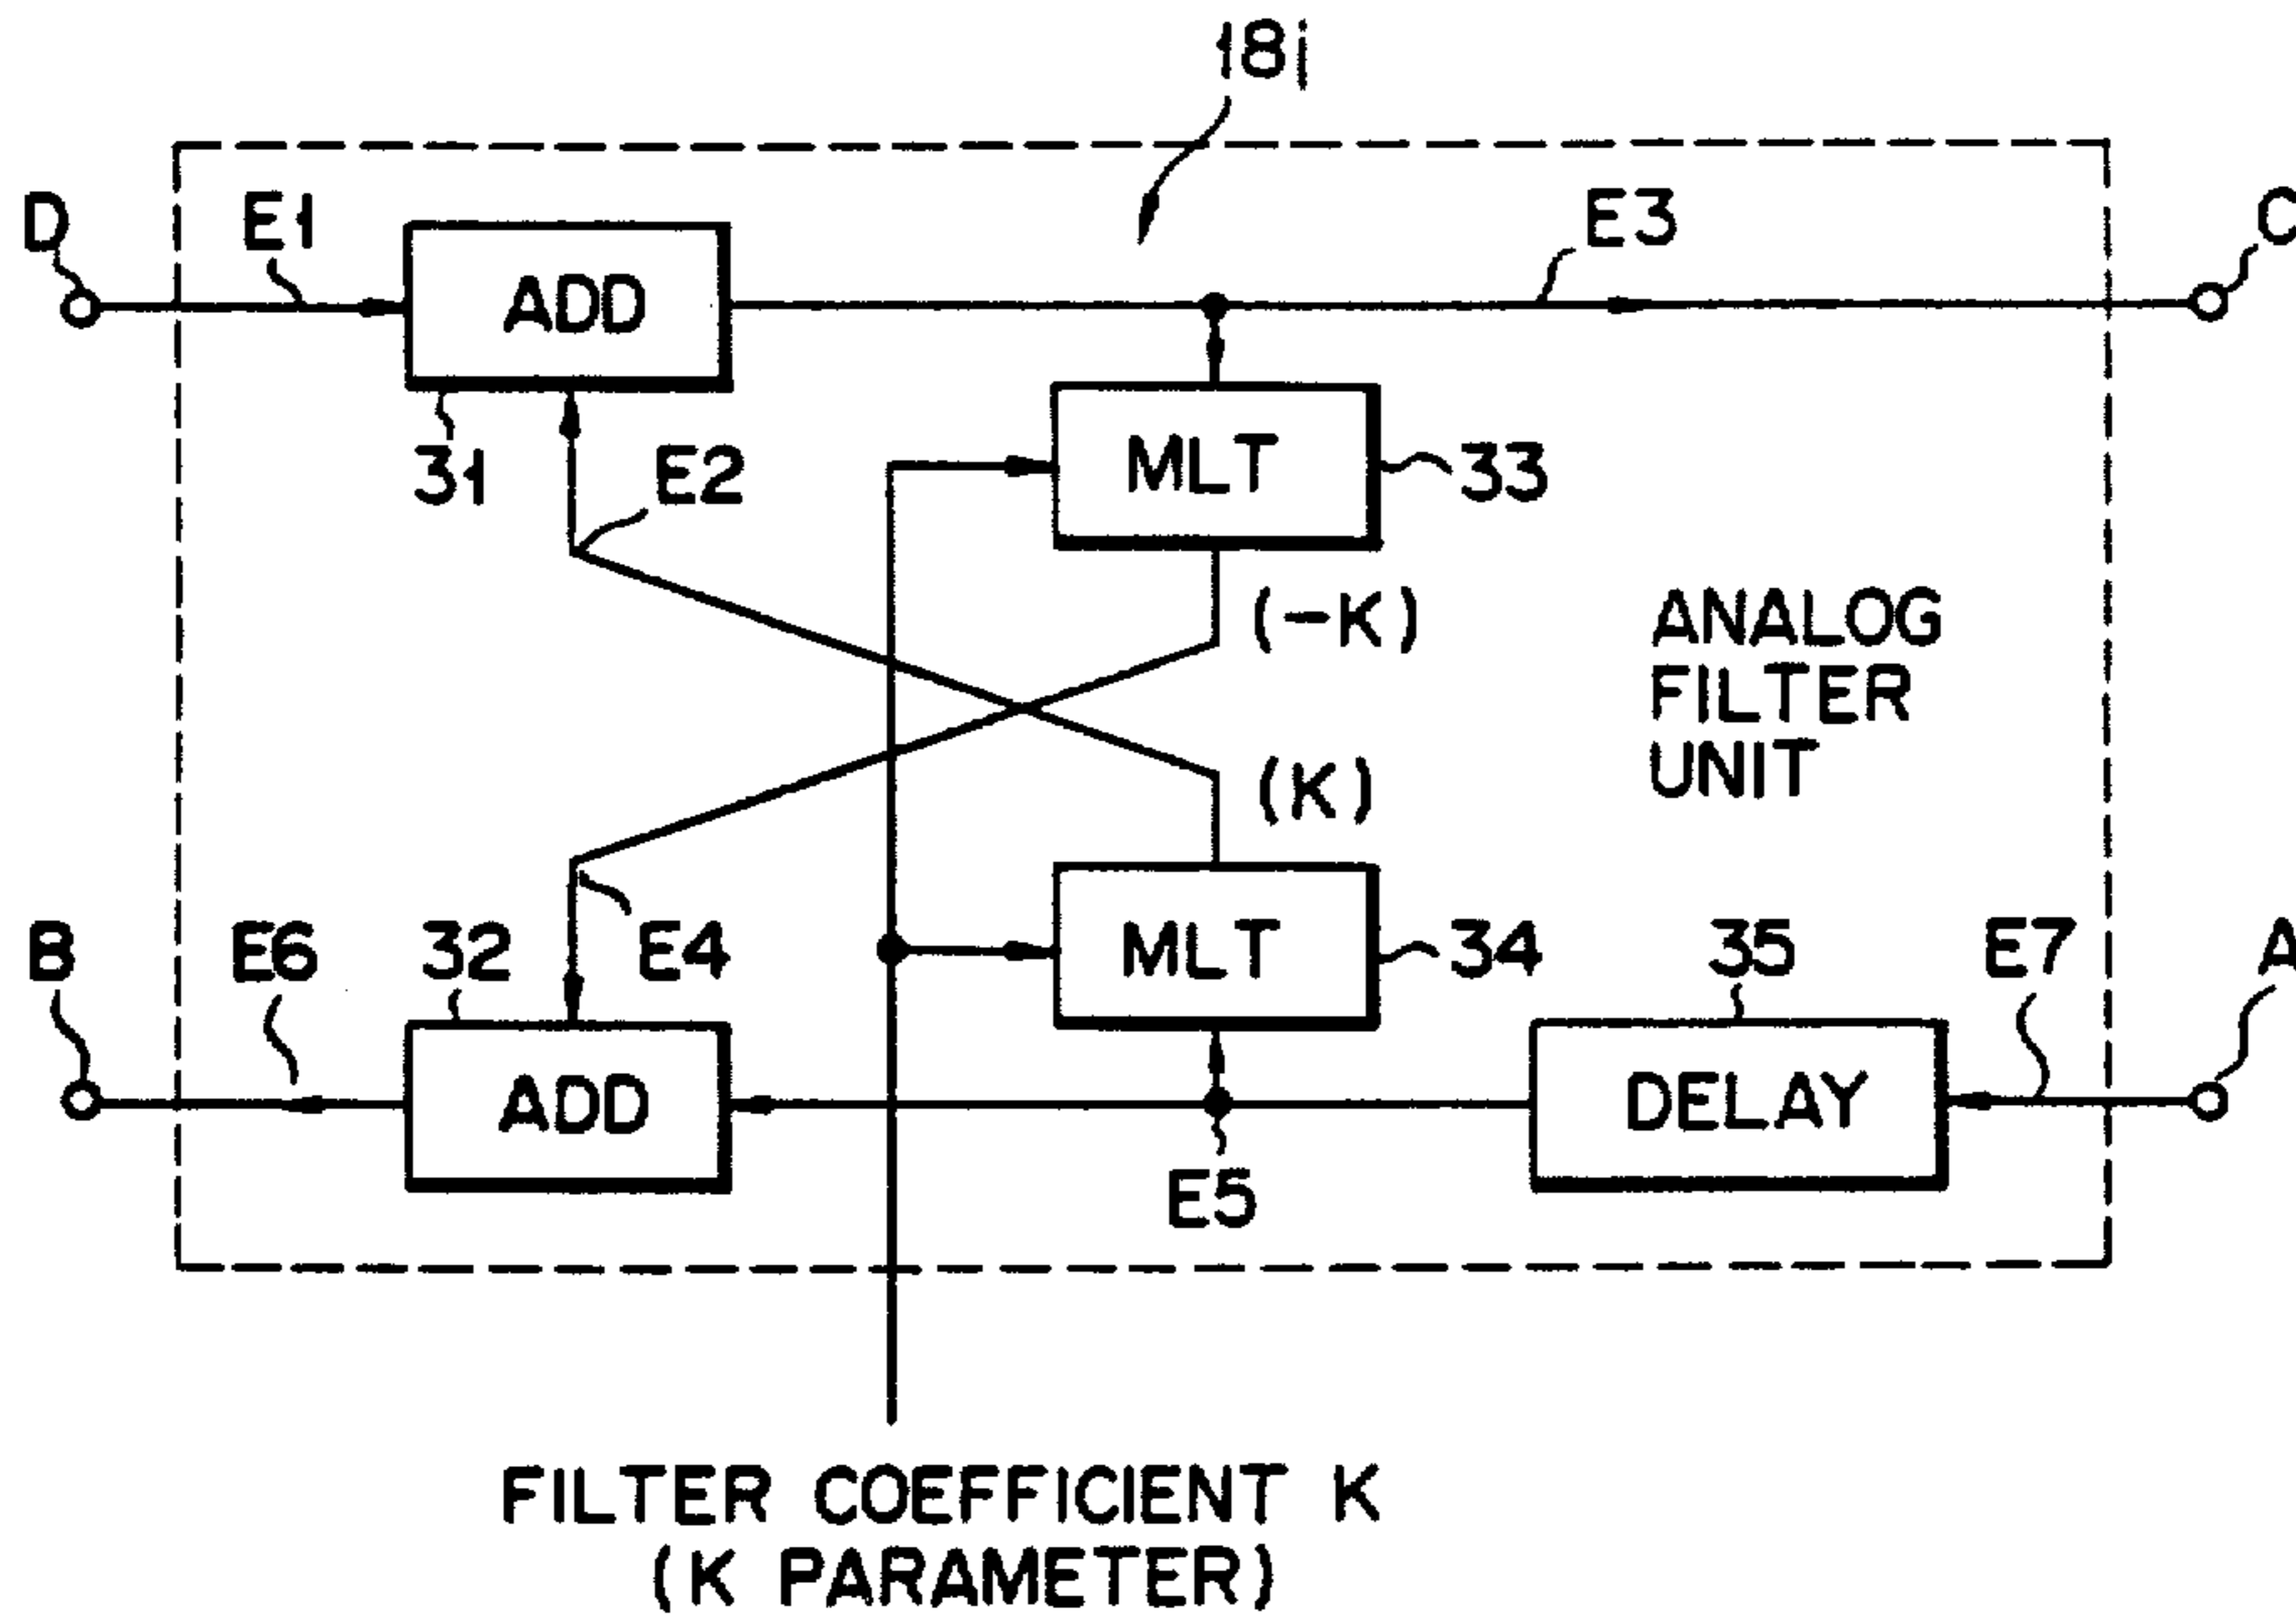 18i
D
E1
E3
C
ADD
31
E2
MLT
33
(-K)
ANALOG
FILTER
UNIT
(K)
B
E6
32
E4
MLT
34
35
E7
A
ADD
DELAY
E5
FILTER COEFFICIENT K
(K PARAMETER)